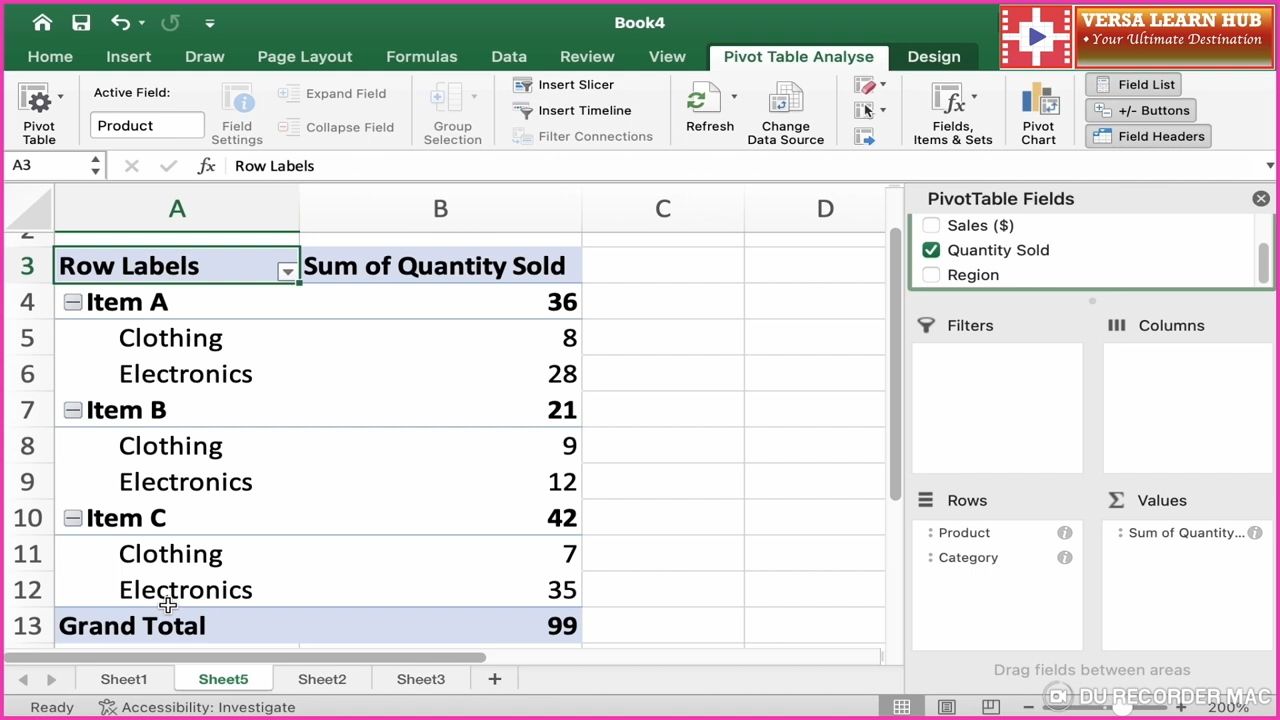 Book4
VERSA LEARN HUB
• Your Ultimate Destination
Home Insert Draw Page Layout Formulas Data Review View Pivot Table Analyse Design
Pivot Table
Active Field:
Product
Field Settings
Expand Field
Collapse Field
Group Selection
Insert Slicer
Insert Timeline
Filter Connections
Refresh
Change Data Source
Fields, Items & Sets
Pivot Chart
Field List
+/- Buttons
Field Headers
A3 fx Row Labels
A B C D
2
3 Row Labels Sum of Quantity Sold
4 Item A 36
5 Clothing 8
6 Electronics 28
7 Item B 21
8 Clothing 9
9 Electronics 12
10 Item C 42
11 Clothing 7
12 Electronics 35
13 Grand Total 99
PivotTable Fields
Sales ($)
Quantity Sold
Region
Filters
Columns
Rows
Values
Product
Category
Sum of Quantity...
Drag fields between areas
Sheet1 Sheet5 Sheet2 Sheet3
Ready Accessibility: Investigate
DU RECORDER MAC
200%